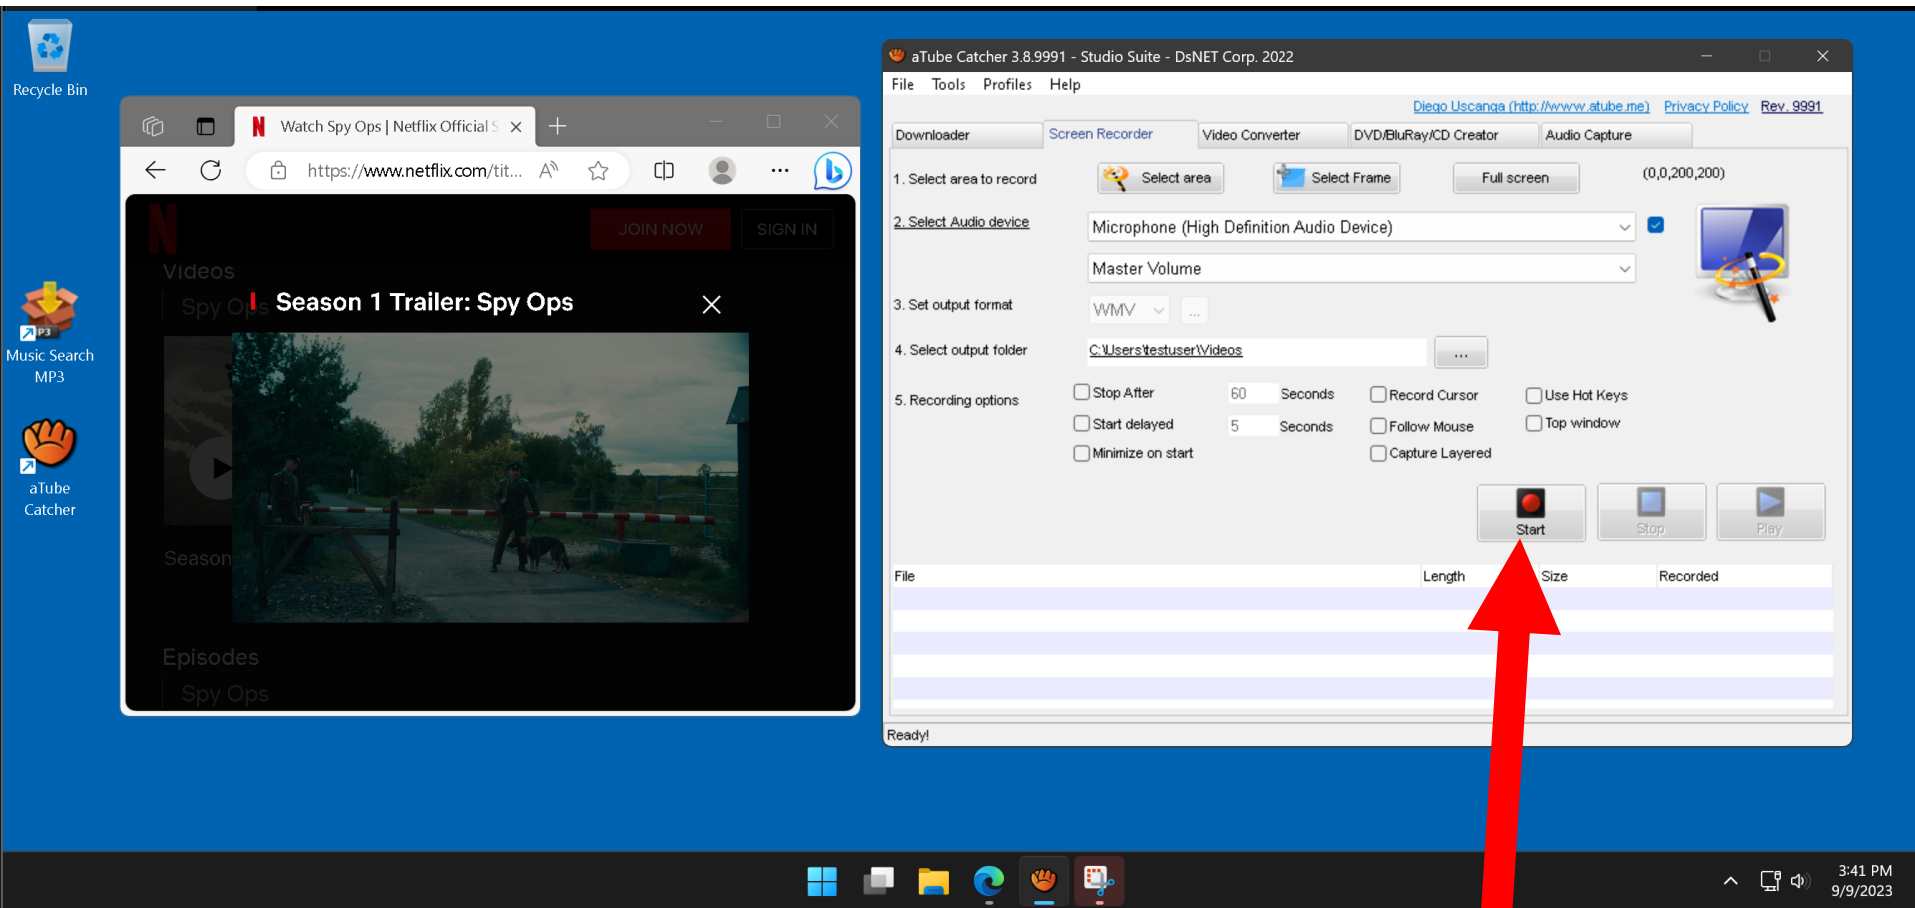 Recycle Bin
Music Search
MP3
aTube
Catcher
Watch Spy Ops | Netflix Official S
https://www.netflix.com/tit...
JOIN NOW
SIGN IN
Videos
Spy Ops
Season 1 Trailer: Spy Ops
Season
Episodes
Spy Ops
aTube Catcher 3.8.9991 - Studio Suite - DsNET Corp. 2022
File Tools Profiles Help
Diego Uscanga (http://www.atube.me) Privacy Policy Rev. 9991
Downloader Screen Recorder Video Converter DVD/BluRay/CD Creator Audio Capture
1. Select area to record Select area Select Frame Full screen (0,0,200,200)
2. Select Audio device Microphone (High Definition Audio Device)
Master Volume
3. Set output format WMV ...
4. Select output folder C:\Users\testuser\Videos ...
5. Recording options
Stop After 60 Seconds Record Cursor Use Hot Keys
Start delayed 5 Seconds Follow Mouse Top window
Minimize on start Capture Layered
Start Stop Play
File Length Size Recorded
Ready!
3:41 PM
9/9/2023